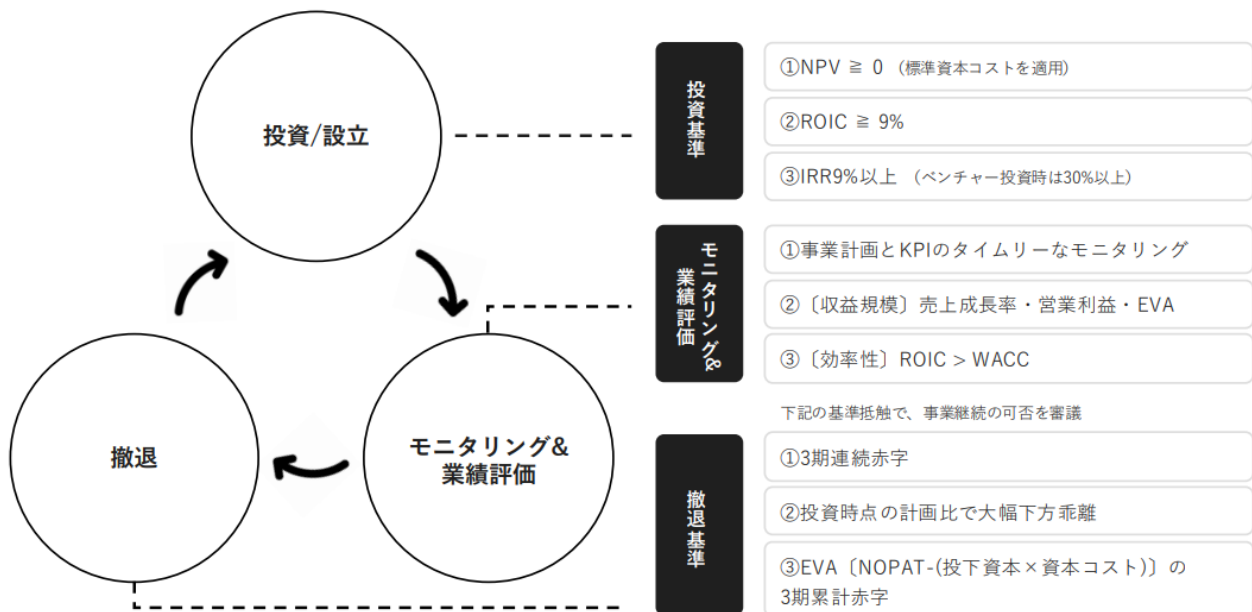 投資/設立
モニタリング&
業績評価
撤退
投資基準
①NPV ≧ 0 （標準資本コストを適用）
②ROIC ≧ 9%
③IRR9%以上 （ベンチャー投資時は30%以上）
モニタリング&
業績評価
①事業計画とKPIのタイムリーなモニタリング
②〔収益規模〕売上成長率・営業利益・EVA
③〔効率性〕ROIC > WACC
下記の基準抵触で、事業継続の可否を審議
撤退基準
①3期連続赤字
②投資時点の計画比で大幅下方乖離
③EVA〔NOPAT-(投下資本×資本コスト)〕の
3期累計赤字